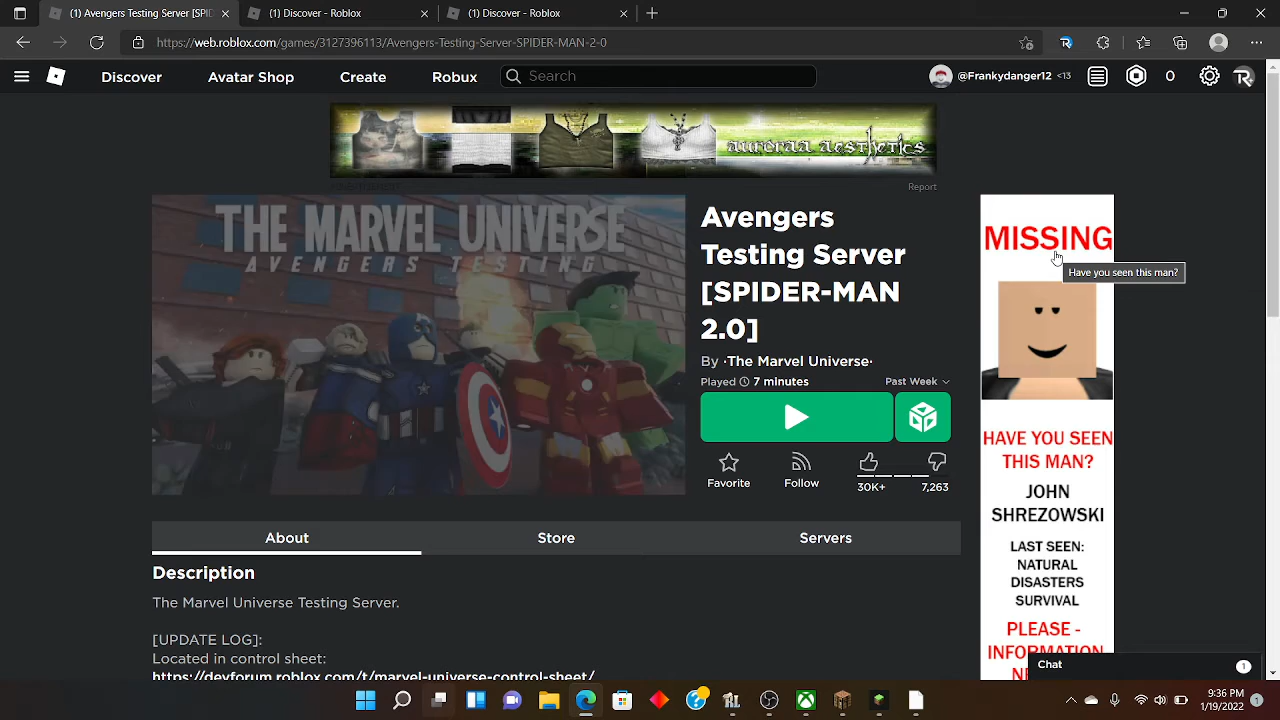 (1) Avengers Testing Server [SPID
(1) Discover - Roblox
(1) Discover - Roblox
https://web.roblox.com/games/3127396113/Avengers-Testing-Server-SPIDER-MAN-2-0
Discover
Avatar Shop
Create
Robux
Search
@Frankydanger12 <13
0
Report
THE MARVEL UNIVERSE
AVENGERS TESTING
Avengers
Testing Server
[SPIDER-MAN
2.0]
By ·The Marvel Universe·
Played 7 minutes
Past Week
Favorite
Follow
30K+
7,263
MISSING
Have you seen this man?
HAVE YOU SEEN
THIS MAN?
JOHN
SHREZOWSKI
LAST SEEN:
NATURAL
DISASTERS
SURVIVAL
PLEASE -
INFORMATION
About
Store
Servers
Description
The Marvel Universe Testing Server.
[UPDATE LOG]:
Located in control sheet:
https://devforum.roblox.com/t/marvel-universe-control-sheet/
Chat
1
9:36 PM
1/19/2022
1